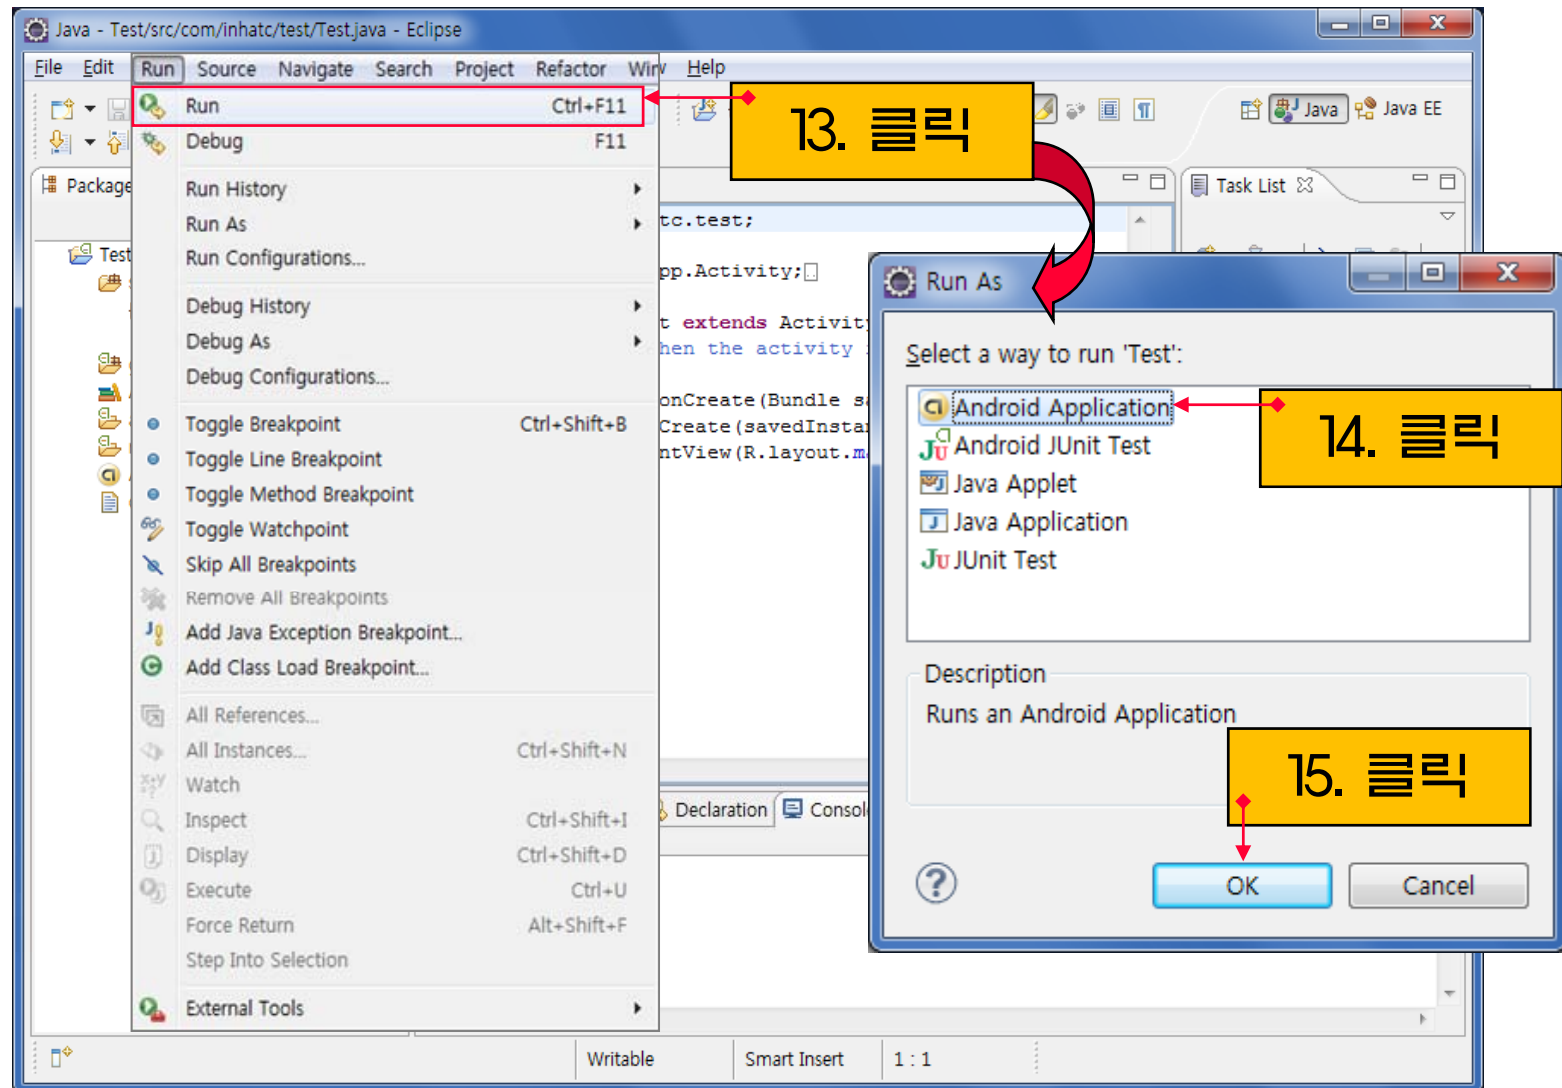 Java - Test/src/com/inhatc/test/Test.java - Eclipse
File Edit Run Source Navigate Search Project Refactor Help
Run Ctrl+F11
Debug F11
Run History
Run As
Run Configurations...
Debug History
Debug As
Debug Configurations...
Toggle Breakpoint Ctrl+Shift+B
Toggle Line Breakpoint
Toggle Method Breakpoint
Toggle Watchpoint
Skip All Breakpoints
Remove All Breakpoints
Add Java Exception Breakpoint...
Add Class Load Breakpoint...
All References...
All Instances... Ctrl+Shift+N
Watch
Inspect Ctrl+Shift+I
Display Ctrl+Shift+D
Execute Ctrl+U
Force Return Alt+Shift+F
Step Into Selection
External Tools
13. 클릭
Java Java EE
Package
Test
Task List
tc.test;
pp.Activity;
t extends Activit
hen the activity
onCreate(Bundle s
Create(savedInsta
ntView(R.layout.m
Declaration Consol
Run As
Select a way to run 'Test':
Android Application
Android JUnit Test
Java Applet
Java Application
JUnit Test
14. 클릭
Description
Runs an Android Application
15. 클릭
OK Cancel
Writable Smart Insert 1 : 1